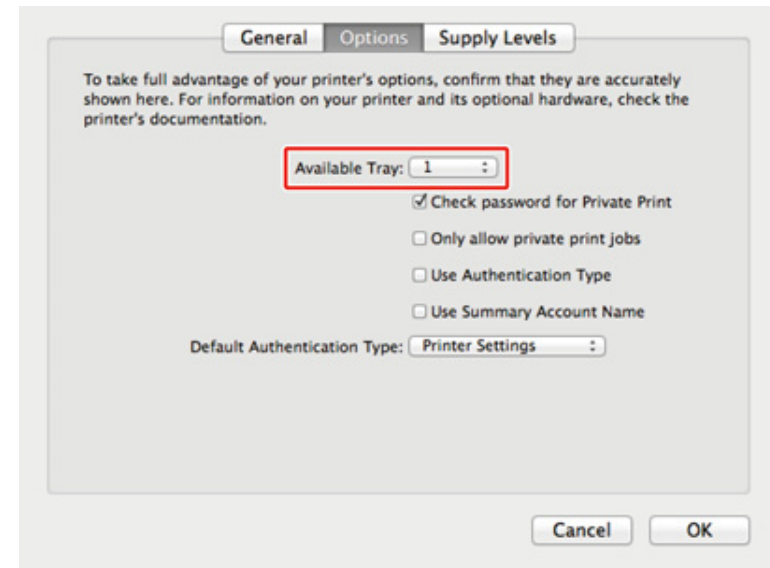 General Options Supply Levels
To take full advantage of your printer's options, confirm that they are accurately
shown here. For information on your printer and its optional hardware, check the
printer's documentation.
Available Tray: 1
Check password for Private Print
Only allow private print jobs
Use Authentication Type
Use Summary Account Name
Default Authentication Type: Printer Settings
Cancel OK